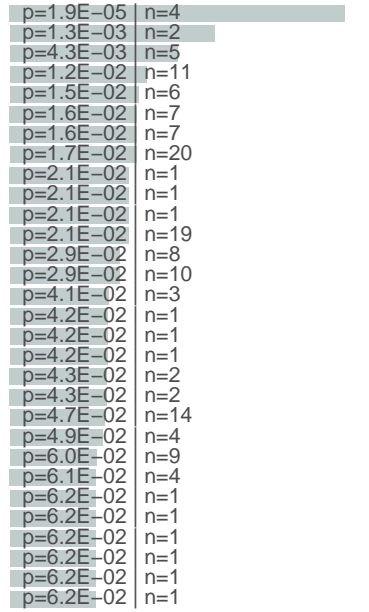 p=1.9E−05 | n=4
p=1.3E−03 | n=2
p=4.3E−03 | n=5
p=1.2E−02 | n=11
p=1.5E−02 | n=6
p=1.6E−02 | n=7
p=1.6E−02 | n=7
p=1.7E−02 | n=20
p=2.1E−02 | n=1
p=2.1E−02 | n=1
p=2.1E−02 | n=1
p=2.1E−02 | n=19
p=2.9E−02 | n=8
p=2.9E−02 | n=10
p=4.1E−02 | n=3
p=4.2E−02 | n=1
p=4.2E−02 | n=1
p=4.2E−02 | n=1
p=4.3E−02 | n=2
p=4.3E−02 | n=2
p=4.7E−02 | n=14
p=4.9E−02 | n=4
p=6.0E−02 | n=9
p=6.1E−02 | n=4
p=6.2E−02 | n=1
p=6.2E−02 | n=1
p=6.2E−02 | n=1
p=6.2E−02 | n=1
p=6.2E−02 | n=1
p=6.2E−02 | n=1